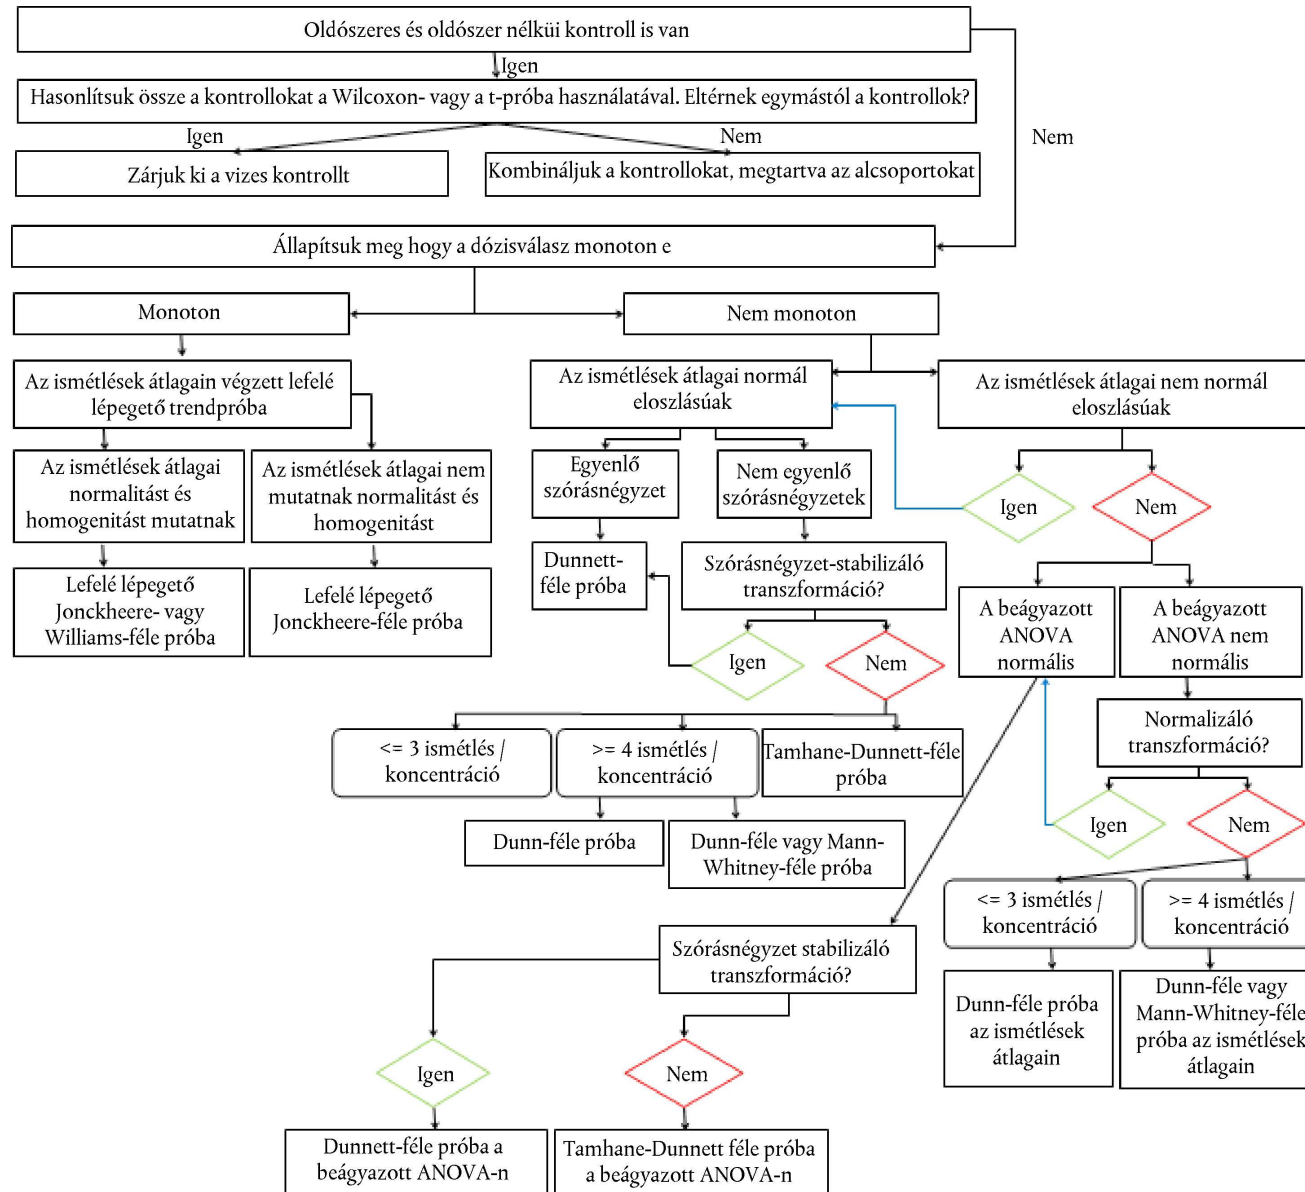 Oldószeres és oldószer nélküi kontroll is van
Igen
Hasonlítsuk össze a kontrollokat a Wilcoxon- vagy a t-próba használatával. Eltérnek egymástól a kontrollok?
Igen
Nem
Nem
Zárjuk ki a vizes kontrollt
Kombináljuk a kontrollokat, megtartva az alcsoportokat
Állapítsuk meg hogy a dózisválasz monoton e
Monoton
Nem monoton
Az ismétlések átlagain végzett lefelé
lépegető trendpróba
Az ismétlések átlagai normál
eloszlásúak
Az ismétlések átlagai nem normál
eloszlásúak
Az ismétlések átlagai
normalitást és
homogenitást mutatnak
Az ismétlések átlagai nem
mutatnak normalitást és
homogenitást
Egyenlő
szórásnégyzet
Nem egyenlő
szórásnégyzetek
Igen
Nem
Lefelé lépegető
Jonckheere- vagy
Williams-féle próba
Lefelé lépegető
Jonckheere-féle próba
Dunnett-
féle próba
Szórásnégyzet-stabilizáló
transzformáció?
A beágyazott
ANOVA
normális
A beágyazott
ANOVA nem
normális
Igen
Nem
Normalizáló
transzformáció?
<= 3 ismétlés /
koncentráció
>= 4 ismétlés /
koncentráció
Tamhane-Dunnett-féle
próba
Igen
Nem
Dunn-féle próba
Dunn-féle vagy Mann-
Whitney-féle próba
<= 3 ismétlés /
koncentráció
>= 4 ismétlés /
koncentráció
Szórásnégyzet stabilizáló
transzformáció?
Dunn-féle próba
az ismétlések
átlagain
Dunn-féle vagy
Mann-Whitney-féle
próba az ismétlések
átlagain
Igen
Nem
Dunnett-féle próba a
beágyazott ANOVA-n
Tamhane-Dunnett féle próba
a beágyazott ANOVA-n